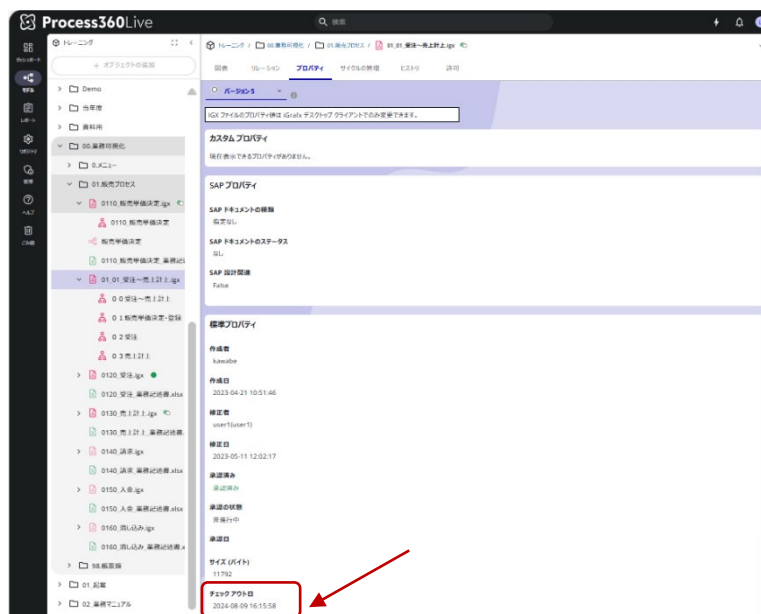 Process360Live
検索
ダッシュボード
モデル
レポート
リポジトリ
管理
ヘルプ
ごみ箱
トレーニング
+ オブジェクトの追加
Demo
当年度
資料用
00.業務可視化
0.メニュー
01.販売プロセス
0110_販売単価決定.igx
0110_販売単価決定
販売単価決定
0110_販売単価決定_業務記述
01_01_受注~売上計上.igx
００受注~売上計上
０１販売単価決定-登録
０２受注
０３売上計上
0120_受注.igx
0120_受注_業務記述書.xlsx
0130_売上計上.igx
0130_売上計上_業務記述書.
0140_請求.igx
0140_請求_業務記述書.xlsx
0150_入金.igx
0150_入金_業務記述書.xlsx
0160_消し込み.igx
0160_消し込み_業務記述書.x
98.帳票類
01_起案
02_業務マニュアル
トレーニング / 00.業務可視化 / 01.販売プロセス / 01_01_受注~売上計上.igx
図表 リレーション プロパティ サイクルの管理 ヒストリ 許可
バージョン 5
IGX ファイルのプロパティ値は iGrafx デスクトップ クライアントでのみ変更できます。
カスタム プロパティ
現在表示できるプロパティがありません。
SAP プロパティ
SAP ドキュメントの種類
指定なし
SAP ドキュメントのステータス
なし
SAP 設計関連
False
標準プロパティ
作成者
kawabe
作成日
2023-04-21 10:51:46
修正者
user1(user1)
修正日
2023-05-11 12:02:17
承認済み
承認済み
承認の状態
非進行中
承認日
サイズ (バイト)
11792
チェック アウト日
2024-08-09 16:15:58